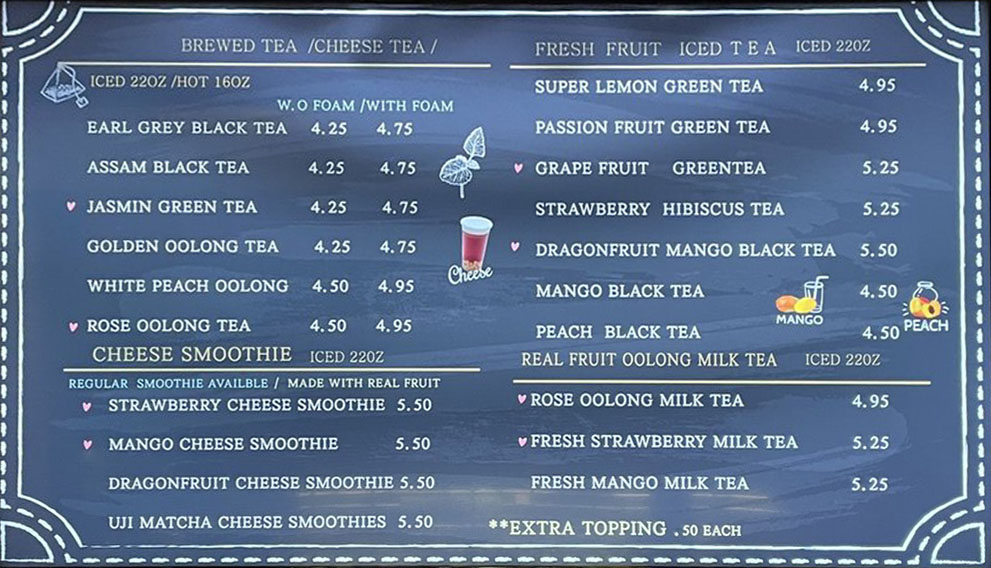 BREWED TEA /CHEESE TEA /
ICED 22OZ /HOT 16OZ
W.O FOAM /WITH FOAM
EARL GREY BLACK TEA 4.25 4.75
ASSAM BLACK TEA 4.25 4.75
JASMIN GREEN TEA 4.25 4.75
GOLDEN OOLONG TEA 4.25 4.75
WHITE PEACH OOLONG 4.50 4.95
ROSE OOLONG TEA 4.50 4.95
Cheese
CHEESE SMOOTHIE ICED 22OZ
REGULAR SMOOTHIE AVAILBLE / MADE WITH REAL FRUIT
STRAWBERRY CHEESE SMOOTHIE 5.50
MANGO CHEESE SMOOTHIE 5.50
DRAGONFRUIT CHEESE SMOOTHIE 5.50
UJI MATCHA CHEESE SMOOTHIES 5.50
FRESH FRUIT ICED TEA ICED 22OZ
SUPER LEMON GREEN TEA 4.95
PASSION FRUIT GREEN TEA 4.95
GRAPE FRUIT GREENTEA 5.25
STRAWBERRY HIBISCUS TEA 5.25
DRAGONFRUIT MANGO BLACK TEA 5.50
MANGO BLACK TEA 4.50
MANGO
PEACH
PEACH BLACK TEA 4.50
REAL FRUIT OOLONG MILK TEA ICED 22OZ
ROSE OOLONG MILK TEA 4.95
FRESH STRAWBERRY MILK TEA 5.25
FRESH MANGO MILK TEA 5.25
**EXTRA TOPPING .50 EACH